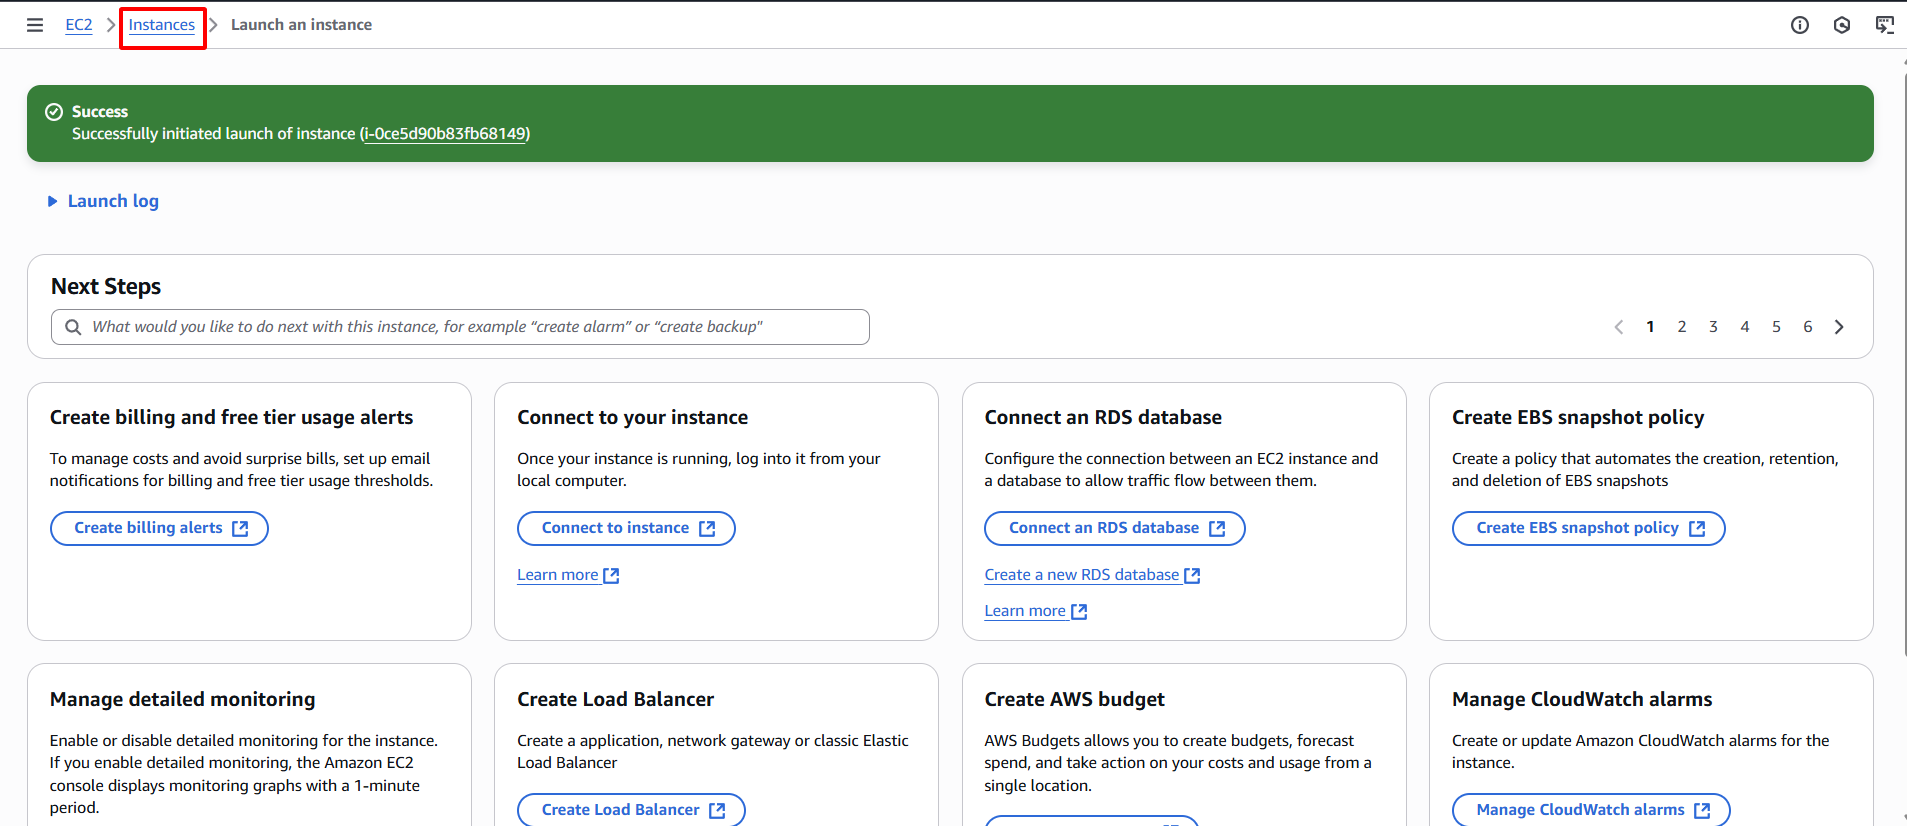 EC2 Instances Launch an instance
Success
Successfully initiated launch of instance (i-0ce5d90b83fb68149)
Launch log
Next Steps
What would you like to do next with this instance, for example “create alarm” or “create backup"
1 2 3 4 5 6
Create billing and free tier usage alerts
To manage costs and avoid surprise bills, set up email
notifications for billing and free tier usage thresholds.
Create billing alerts
Connect to your instance
Once your instance is running, log into it from your
local computer.
Connect to instance
Learn more
Connect an RDS database
Configure the connection between an EC2 instance and
a database to allow traffic flow between them.
Connect an RDS database
Create a new RDS database
Learn more
Create EBS snapshot policy
Create a policy that automates the creation, retention,
and deletion of EBS snapshots
Create EBS snapshot policy
Manage detailed monitoring
Enable or disable detailed monitoring for the instance.
If you enable detailed monitoring, the Amazon EC2
console displays monitoring graphs with a 1-minute
period.
Create Load Balancer
Create a application, network gateway or classic Elastic
Load Balancer
Create Load Balancer
Create AWS budget
AWS Budgets allows you to create budgets, forecast
spend, and take action on your costs and usage from a
single location.
Manage CloudWatch alarms
Create or update Amazon CloudWatch alarms for the
instance.
Manage CloudWatch alarms